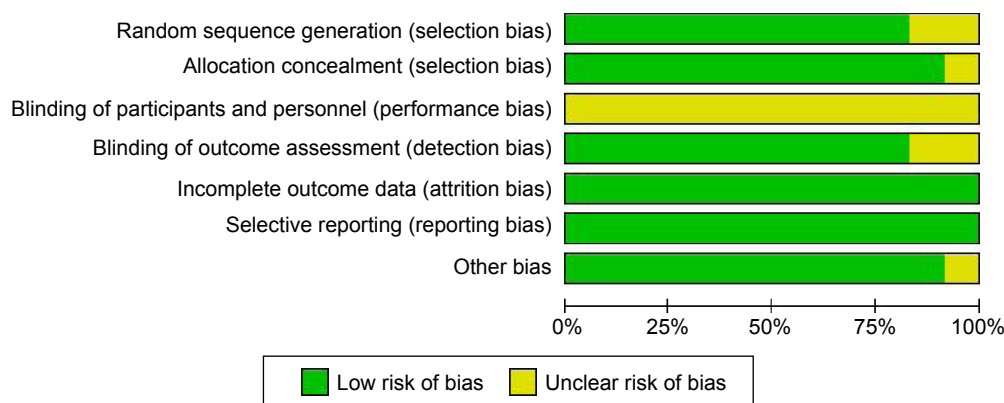 Random sequence generation (selection bias)
Allocation concealment (selection bias)
Blinding of participants and personnel (performance bias)
Blinding of outcome assessment (detection bias)
Incomplete outcome data (attrition bias)
Selective reporting (reporting bias)
Other bias
0% 25% 50% 75% 100%
Low risk of bias Unclear risk of bias